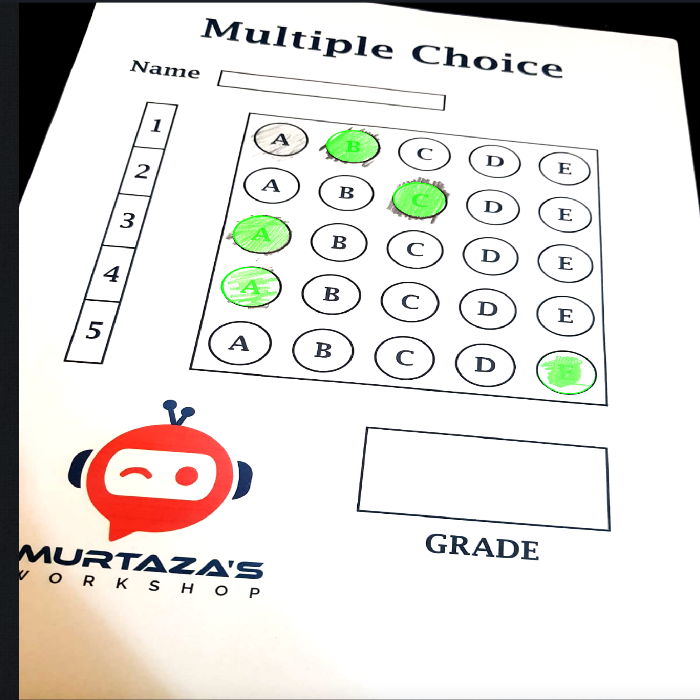 Multiple Choice
Name
1 A B C D E
2 A B C D E
3 A B C D E
4 A B C D E
5 A B C D E
GRADE
MURTAZA'S
WORKSHOP